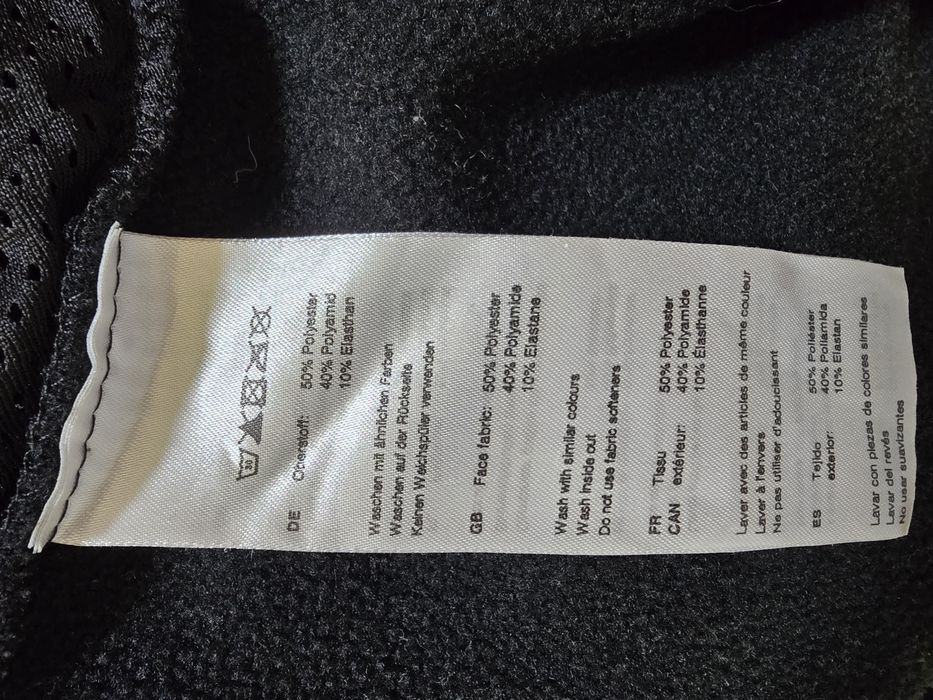 30
DE Oberstoff: 50% Polyester
40% Polyamid
10% Elasthan
Waschen mit ähnlichen Farben
Waschen auf der Rückseite
Keinen Weichspüler verwenden
GB Face fabric: 50% Polyester
40% Polyamide
10% Elastane
Wash with similar colours
Wash inside out
Do not use fabric softeners
FR Tissu 50% Polyester
CAN extérieur: 40% Polyamide
10% Élasthanne
Laver avec des articles de même couleur
Laver à l'envers
Ne pas utiliser d'adoucissant
ES Tejido 50% Poliéster
exterior: 40% Poliamida
10% Elastan
Lavar con piezas de colores similares
Lavar del revés
No usar suavizantes